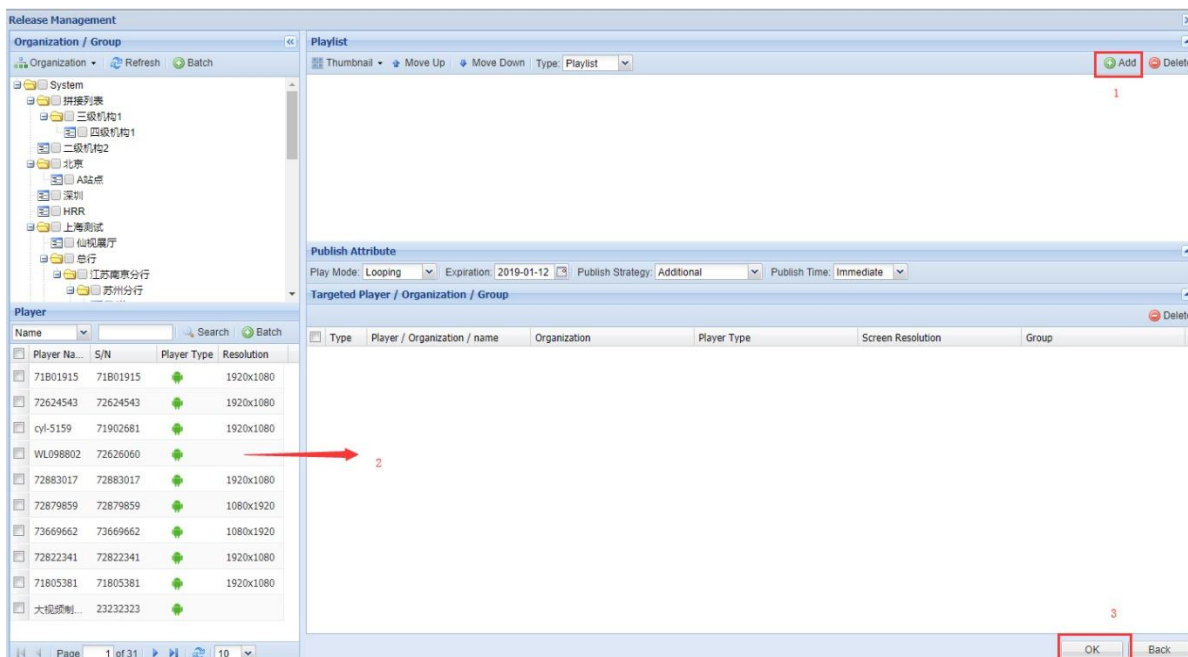 Release Management
Organization / Group
Organization Refresh Batch
System
拼接列表
三级机构1
四级机构1
二级机构2
北京
A站点
深圳
HRR
上海测试
仙视展厅
总行
江苏南京分行
苏州分行
Player
Name Search Batch
Player Na... S/N Player Type Resolution
71B01915 71B01915 1920x1080
72624543 72624543 1920x1080
cyl-5159 71902681 1920x1080
WL098802 72626060
72883017 72883017 1920x1080
72879859 72879859 1080x1920
73669662 73669662 1080x1920
72822341 72822341 1920x1080
71805381 71805381 1920x1080
大视频制... 23232323
Page 1 of 31 10
Playlist
Thumbnail Move Up Move Down Type: Playlist Add Delete
1
Publish Attribute
Play Mode: Looping Expiration: 2019-01-12 Publish Strategy: Additional Publish Time: Immediate
Targeted Player / Organization / Group
Delete
Type Player / Organization / name Organization Player Type Screen Resolution Group
2
3
OK Back